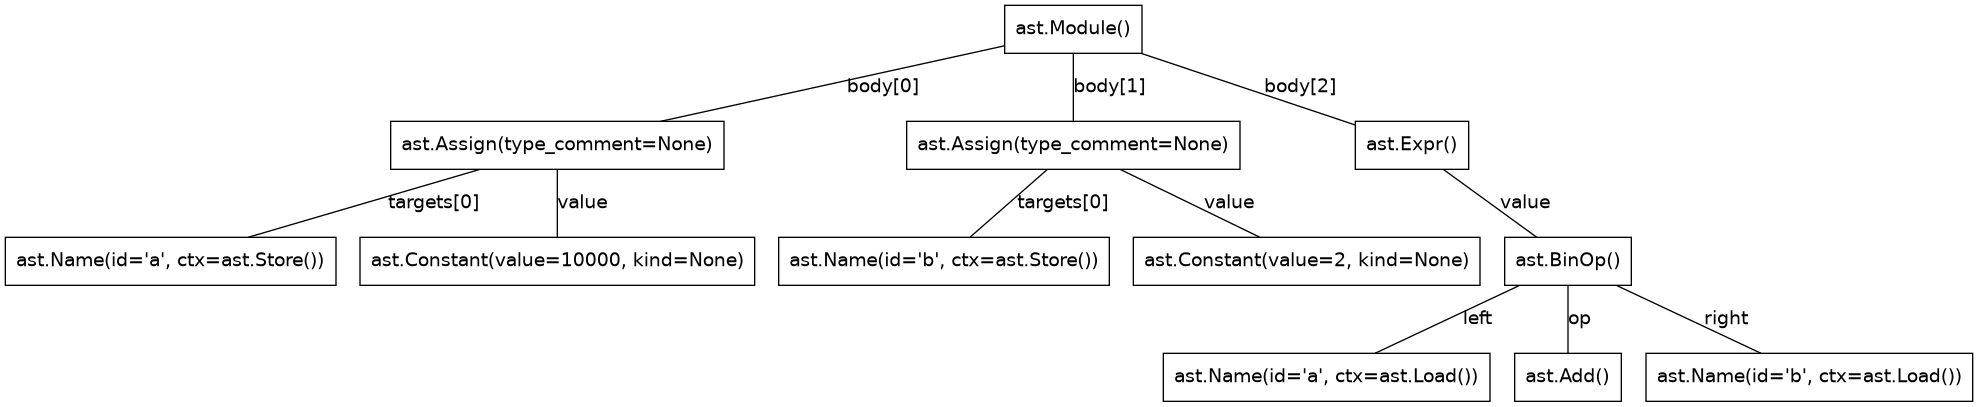 ast.Module()
body[0]
body[1]
body[2]
ast.Assign(type_comment=None)
ast.Assign(type_comment=None)
ast.Expr()
targets[0]
value
targets[0]
value
value
ast.Name(id='a', ctx=ast.Store())
ast.Constant(value=10000, kind=None)
ast.Name(id='b', ctx=ast.Store())
ast.Constant(value=2, kind=None)
ast.BinOp()
left
op
right
ast.Name(id='a', ctx=ast.Load())
ast.Add()
ast.Name(id='b', ctx=ast.Load())